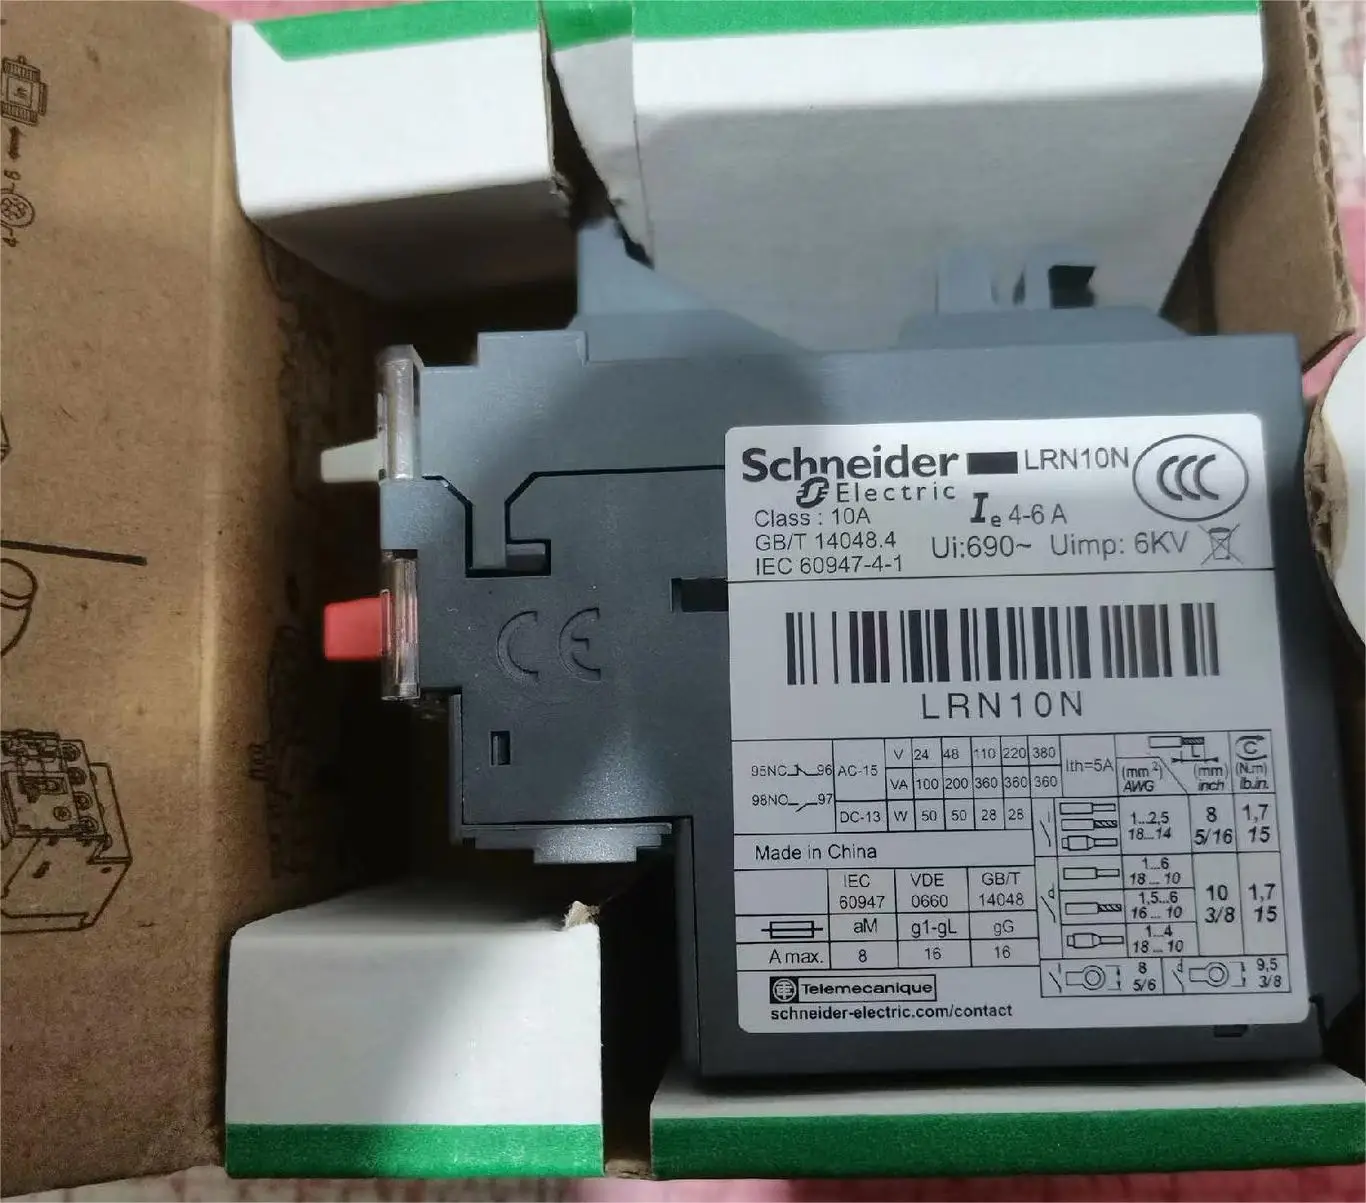 4-
6
Schneider LRN10N
Electric
CCC
Class : 10A
Ie 4-6 A
GB/T 14048.4
Ui:690~ Uimp: 6KV
IEC 60947-4-1
CE
LRN10N
95NC 96
98NO 97
AC-15 V 24 48 110 220 380
VA 100 200 360 360 360
DC-13 W 50 50 28 28
Ith=5A
(mm²) AWG
L
(mm) inch
C (N.m) lb.in.
1...2,5
18...14
8
5/16
1,7
15
1...6
18...10
1,5...6
16...10
1...4
18...10
10
3/8
1,7
15
8
5/6
9,5
3/8
Made in China
IEC 60947 VDE 0660 GB/T 14048
aM g1-gL gG
A max. 8 16 16
Telemecanique
schneider-electric.com/contact